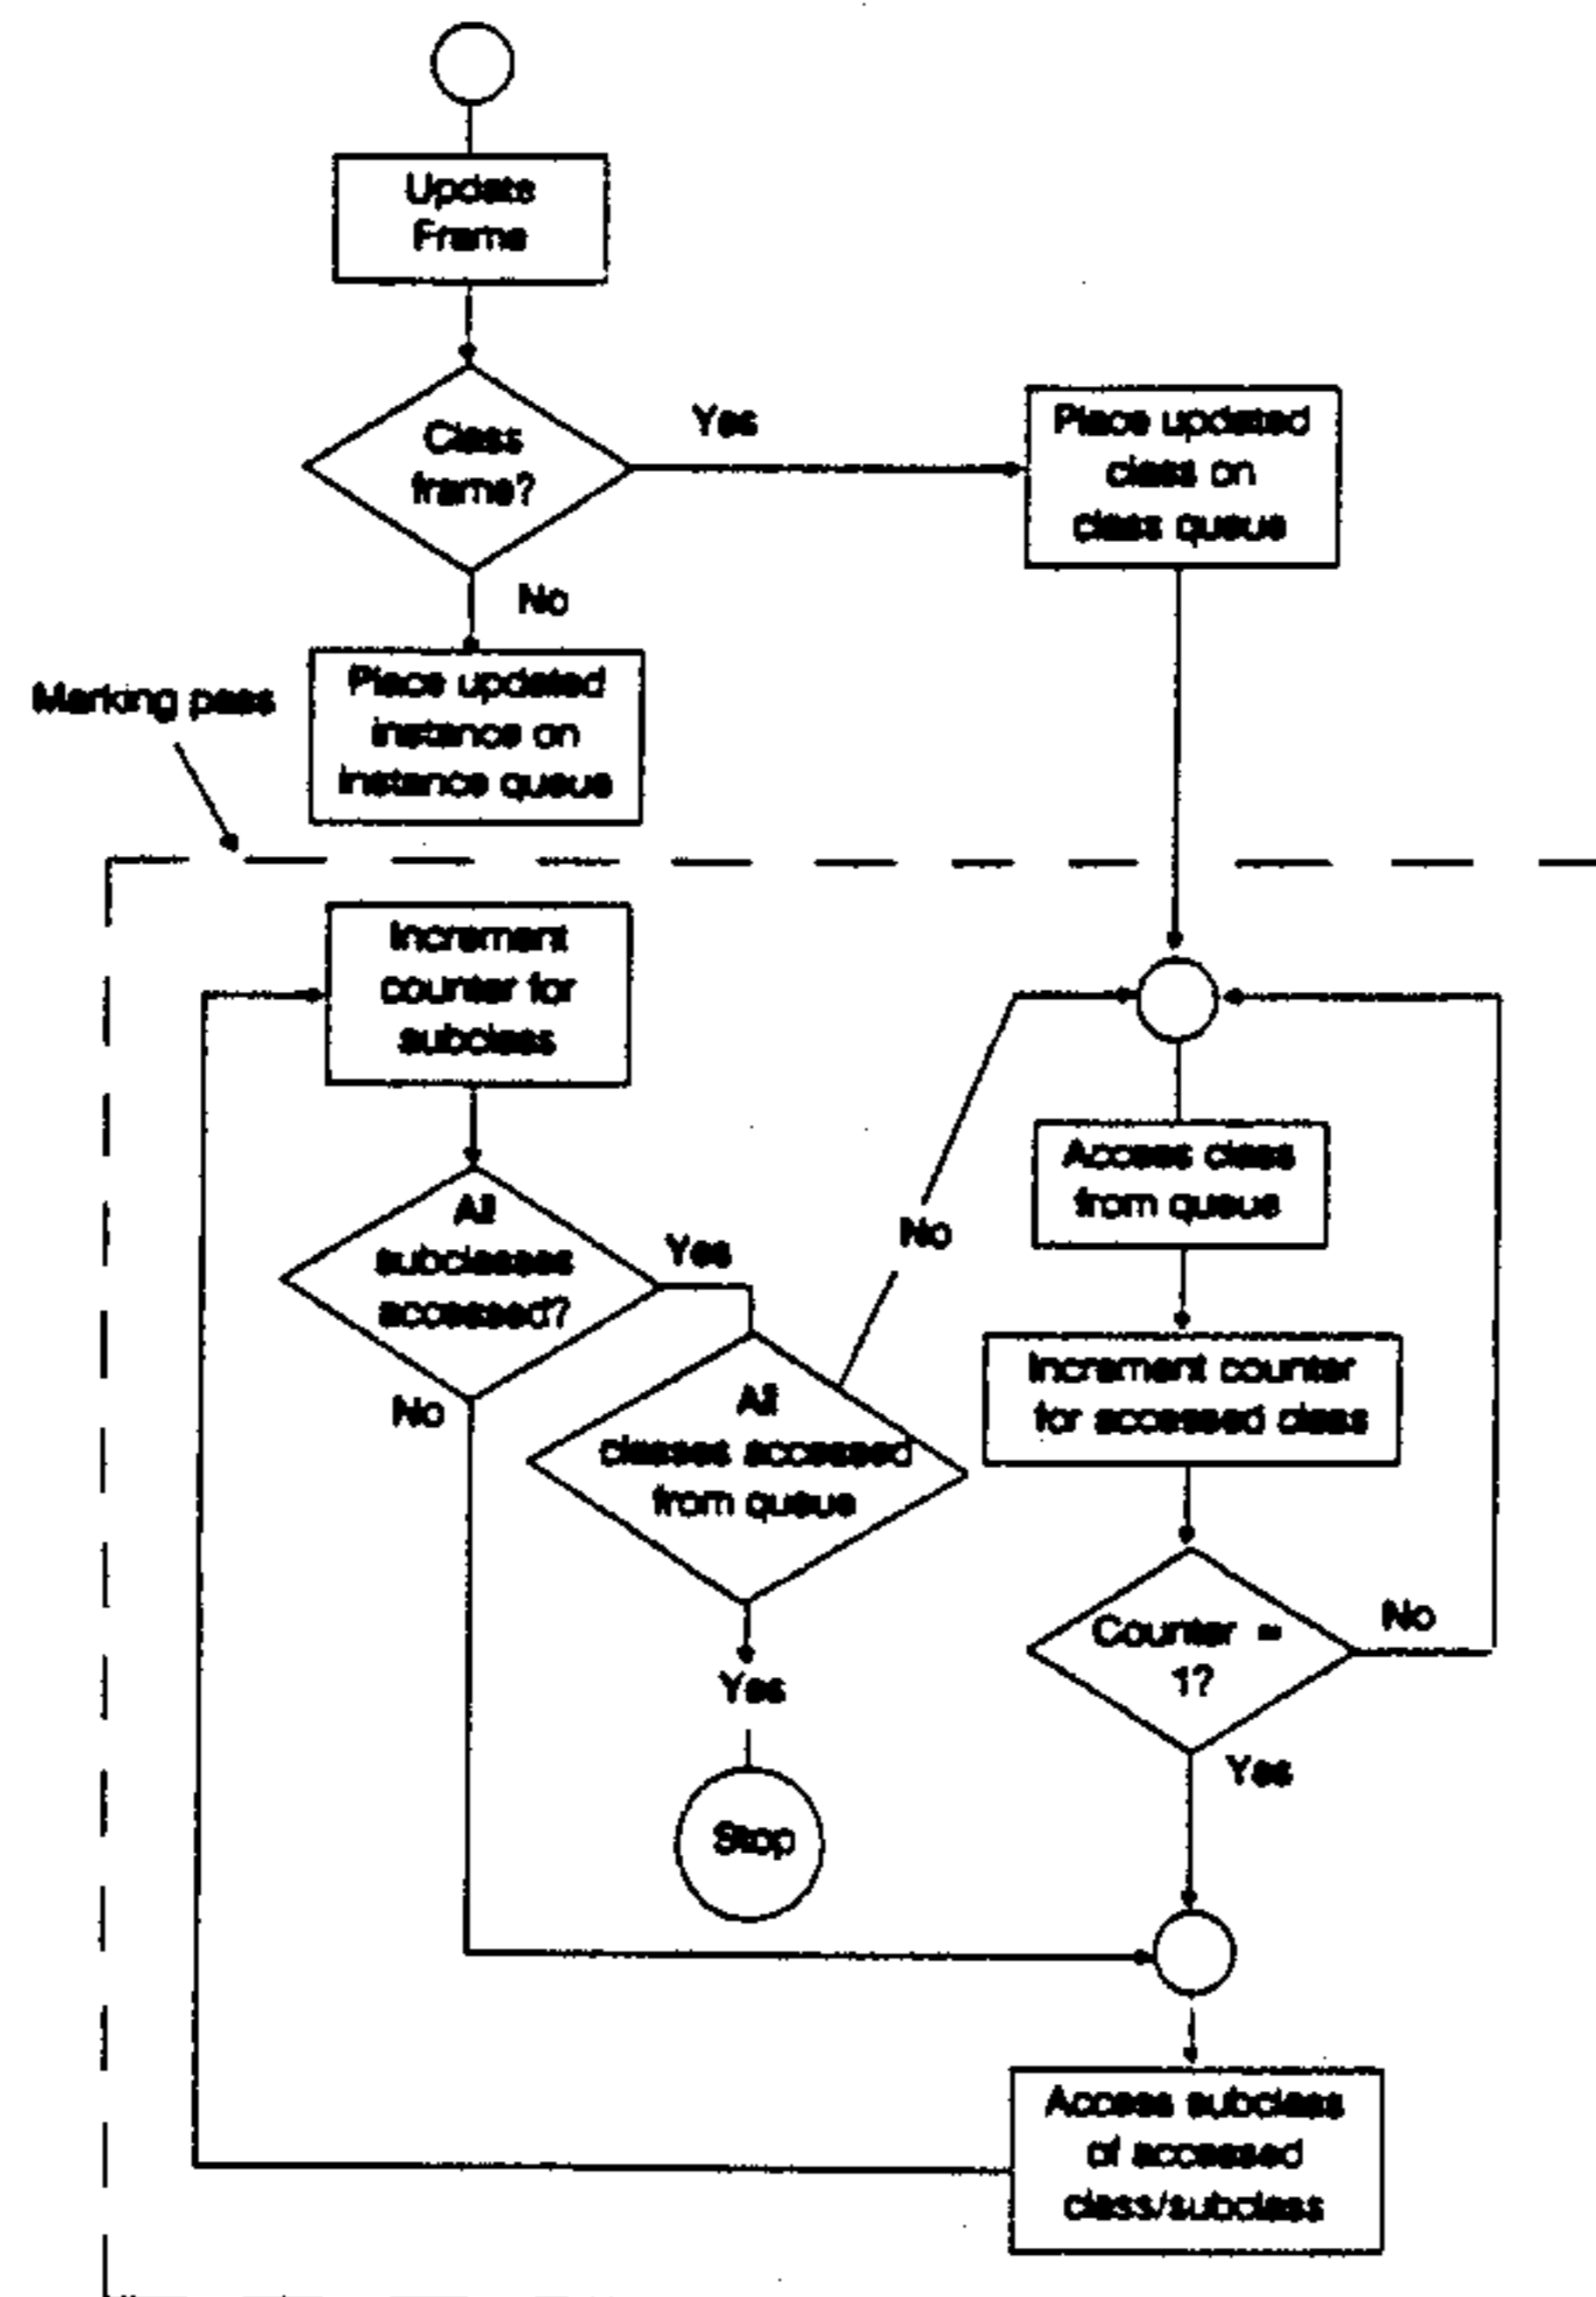 Update
Frame
Class
frame?
Yes
No
Place updated
class on
class queue
Place updated
instance on
instance queue
Marking pass
Increment
counter for
subclass
All
subclasses
accessed?
Yes
No
All
classes accessed
from queue
No
Yes
Stop
Access class
from queue
Increment counter
for accessed class
Counter =
1?
No
Yes
Access subclass
of accessed
class/subclass